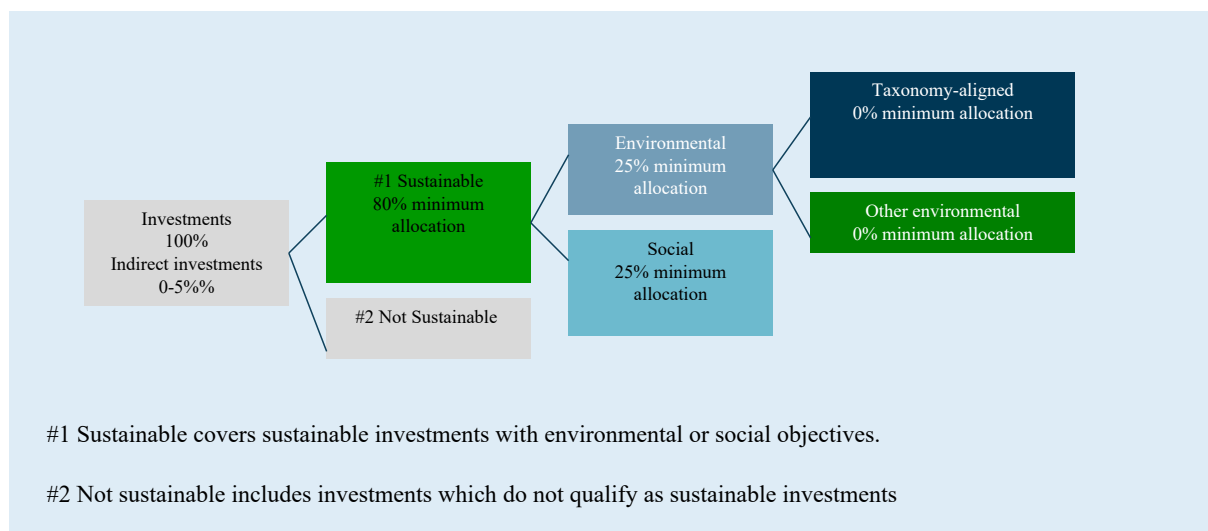 Investments
100%
Indirect investments
0-5%%
#1 Sustainable
80% minimum
allocation
#2 Not Sustainable
Environmental
25% minimum
allocation
Social
25% minimum
allocation
Taxonomy-aligned
0% minimum allocation
Other environmental
0% minimum allocation
#1 Sustainable covers sustainable investments with environmental or social objectives.
#2 Not sustainable includes investments which do not qualify as sustainable investments